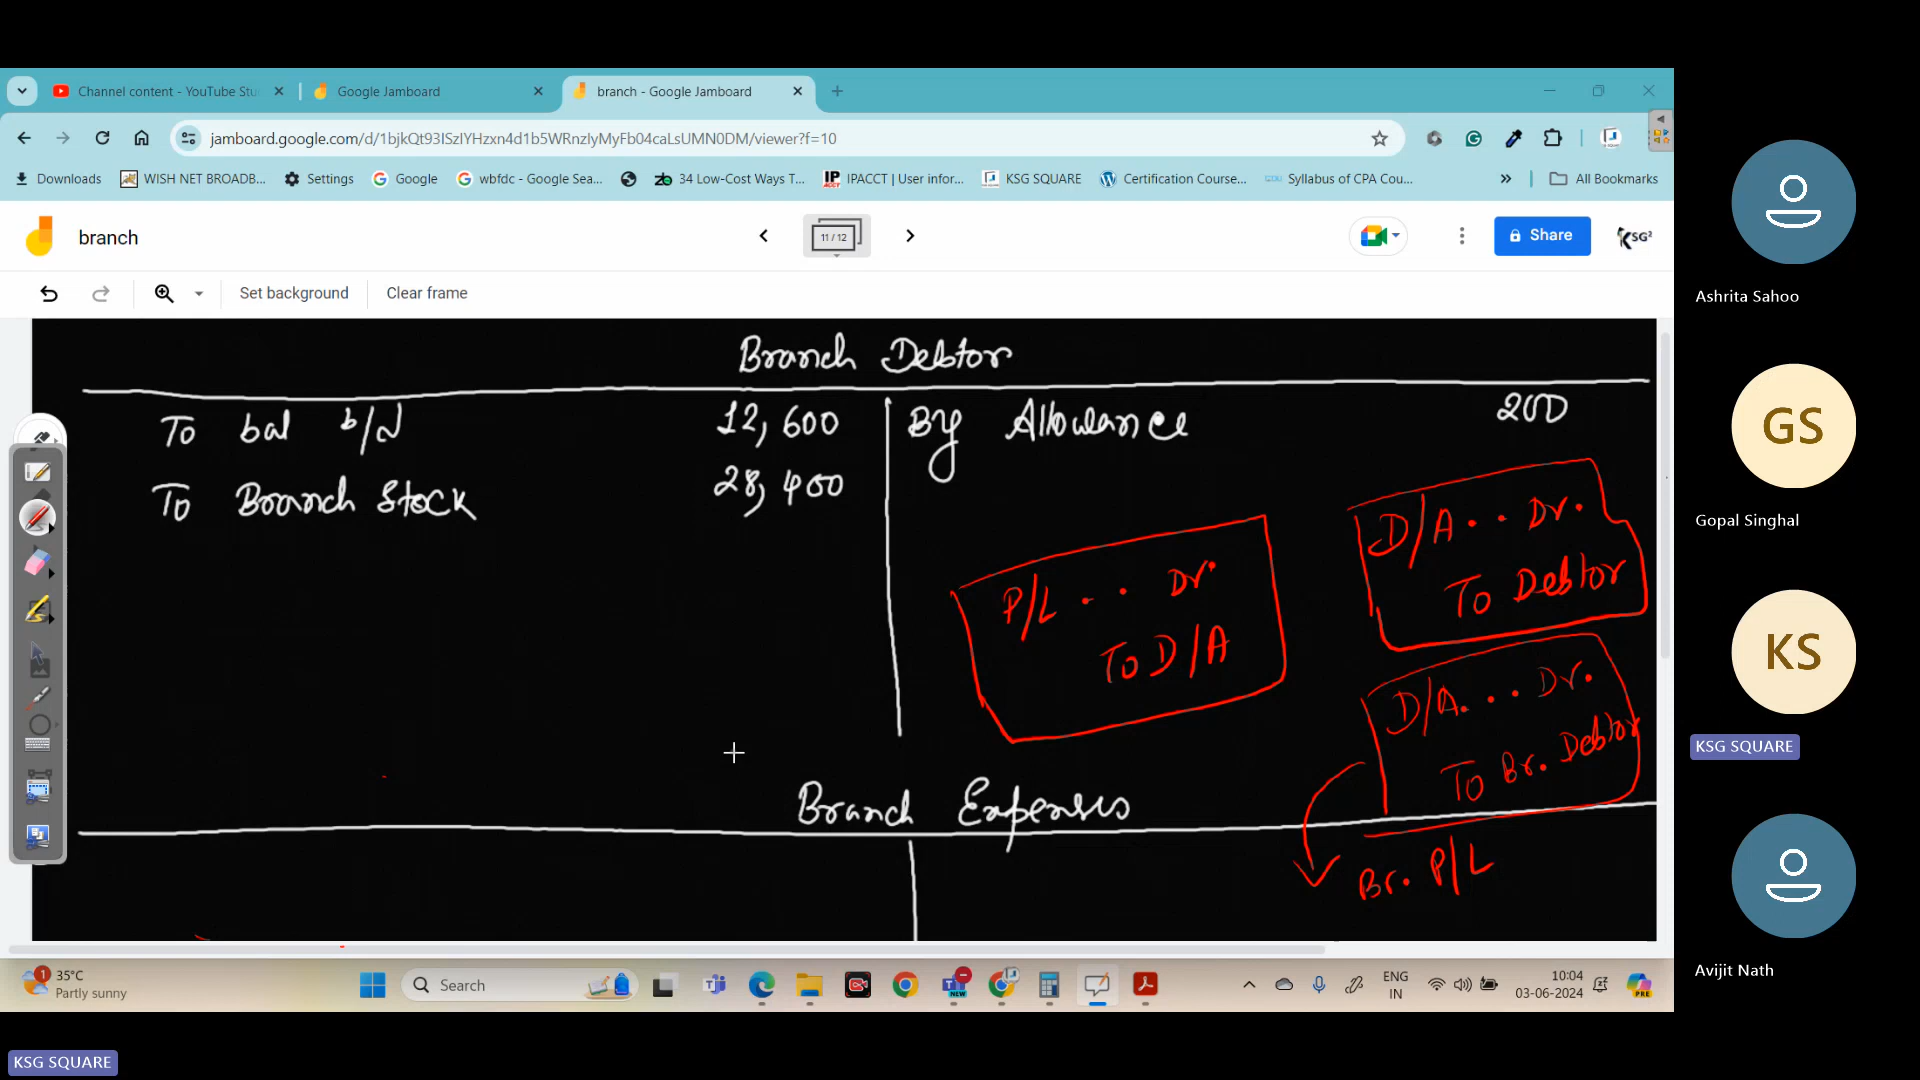 Channel content - YouTube Stu
Google Jamboard
branch - Google Jamboard
jamboard.google.com/d/1bjkQt93ISzIYHzxn4d1b5WRnzIyMyFb04caLsUMN0DM/viewer?f=10
Downloads
WISH NET BROADB...
Settings
Google
wbfdc - Google Sea...
34 Low-Cost Ways T...
IPACCT | User infor...
KSG SQUARE
Certification Course...
Syllabus of CPA Cou...
All Bookmarks
branch
11 / 12
Share
KSG²
Set background
Clear frame
Branch Debtor
To bal b/d 12,600 By Allowance 200
To Branch Stock 28,400
D/A . . Dr.
To Debtor
P/L . . Dr.
To D/A
D/A. . . Dr.
To Br. Debtor
Branch Expenses
Br. P/L
35°C
Partly sunny
Search
ENG
IN
10:04
03-06-2024
Ashrita Sahoo
GS
Gopal Singhal
KS
KSG SQUARE
Avijit Nath
KSG SQUARE